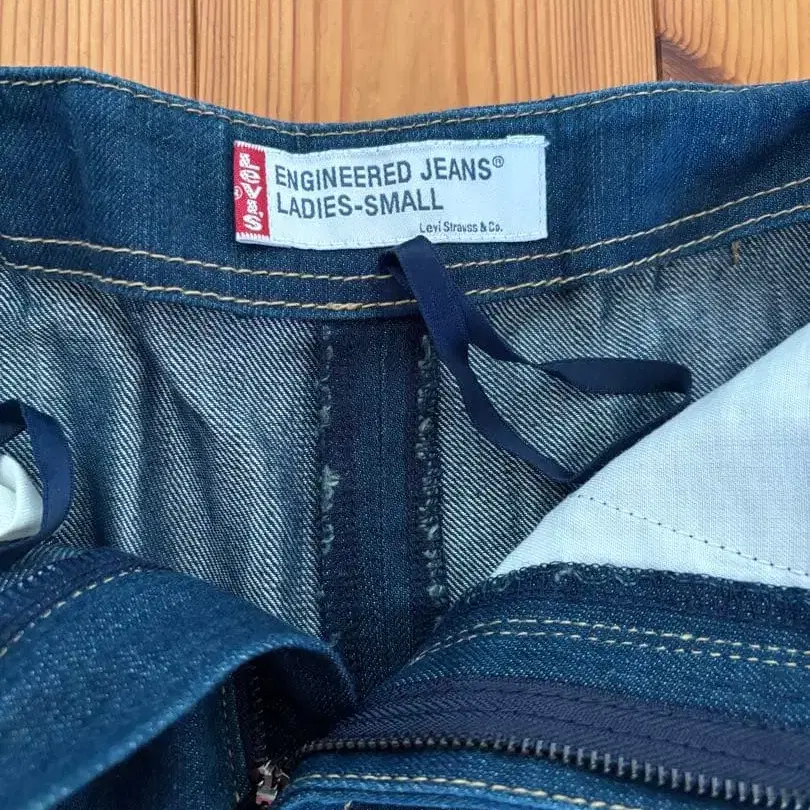 LEVI'S®
ENGINEERED JEANS®
LADIES-SMALL
Levi Strauss & Co.